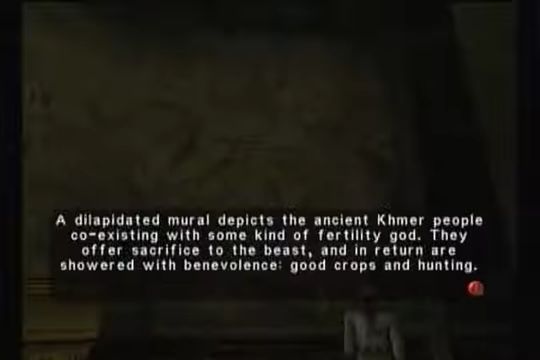 A dilapidated mural depicts the ancient Khmer people
co-existing with some kind of fertility god. They
offer sacrifice to the beast, and in return are
showered with benevolence: good crops and hunting.